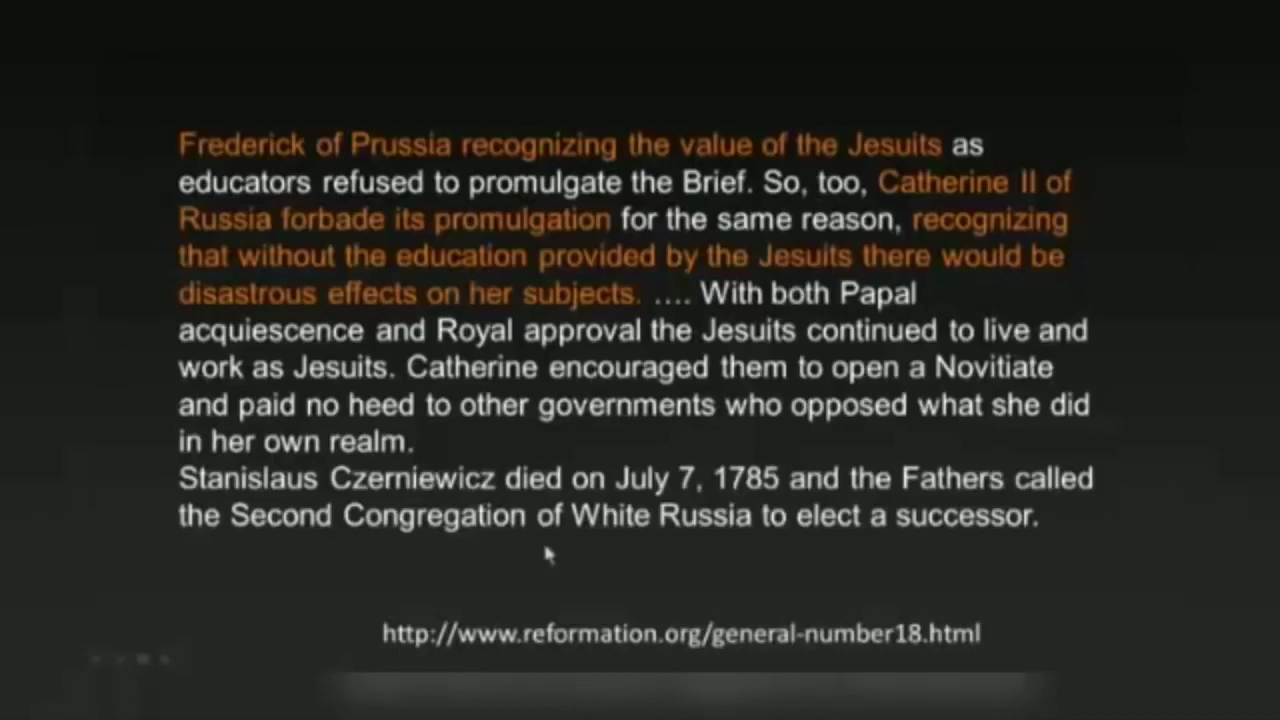 Frederick of Prussia recognizing the value of the Jesuits as
educators refused to promulgate the Brief. So, too, Catherine II of
Russia forbade its promulgation for the same reason, recognizing
that without the education provided by the Jesuits there would be
disastrous effects on her subjects. .... With both Papal
acquiescence and Royal approval the Jesuits continued to live and
work as Jesuits. Catherine encouraged them to open a Novitiate
and paid no heed to other governments who opposed what she did
in her own realm.
Stanislaus Czerniewicz died on July 7, 1785 and the Fathers called
the Second Congregation of White Russia to elect a successor.
http://www.reformation.org/general-number18.html